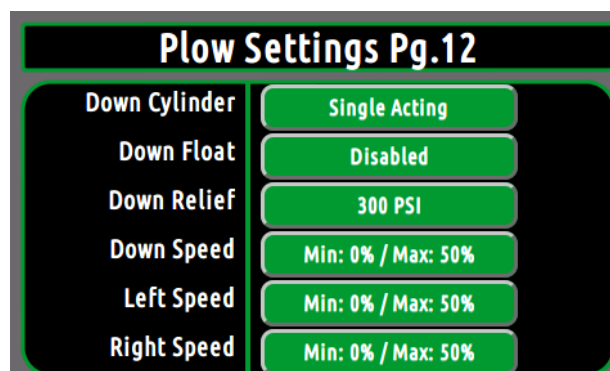 Plow Settings Pg.12
Down Cylinder Single Acting
Down Float Disabled
Down Relief 300 PSI
Down Speed Min: 0% / Max: 50%
Left Speed Min: 0% / Max: 50%
Right Speed Min: 0% / Max: 50%